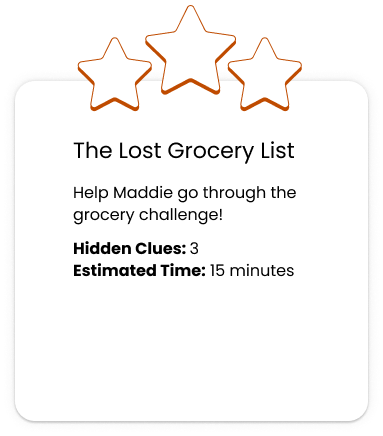 The Lost Grocery List
Help Maddie go through the
grocery challenge!
Hidden Clues: 3
Estimated Time: 15 minutes